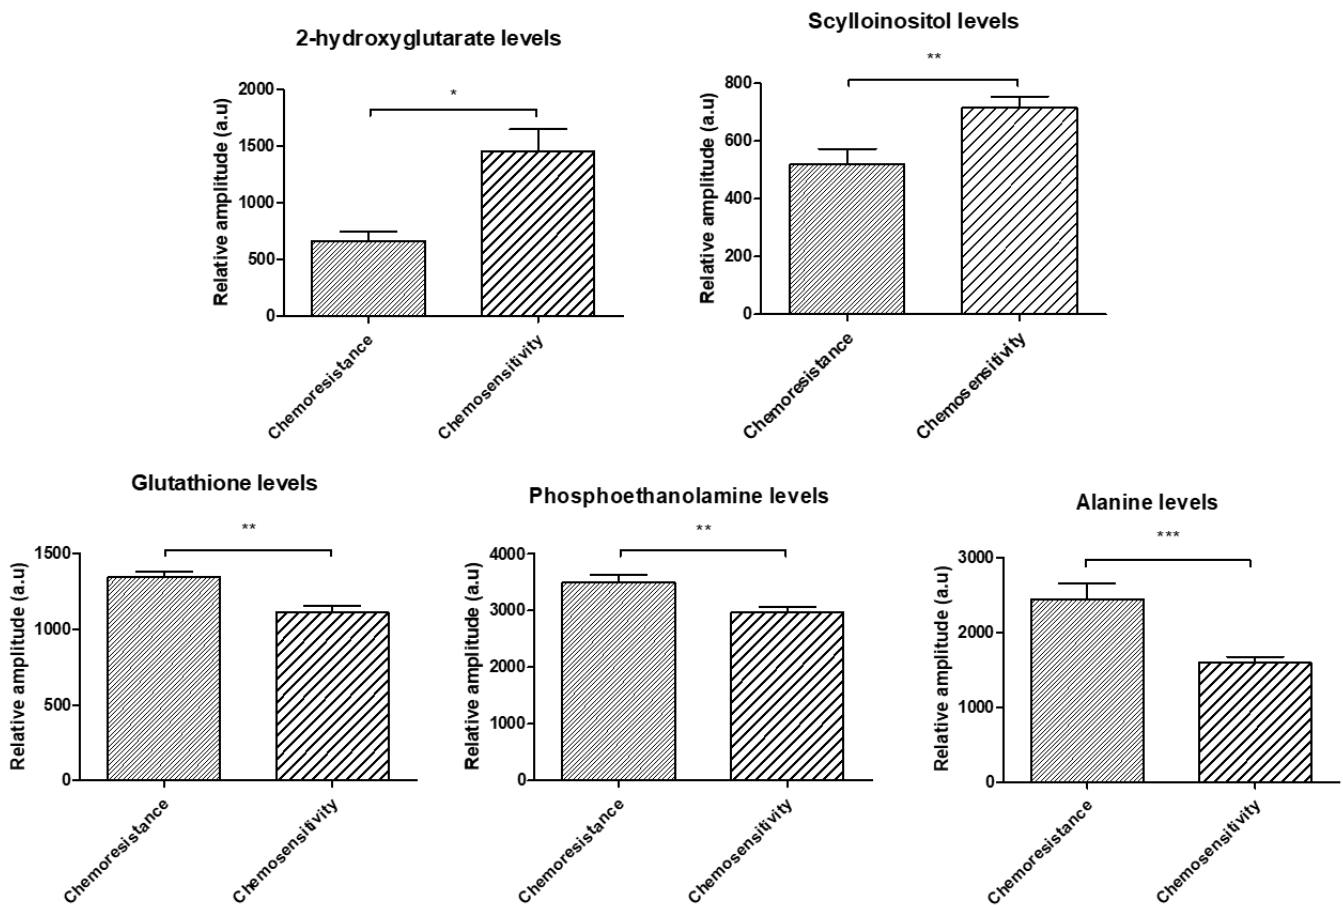 2-hydroxyglutarate levels
Relative amplitude (a.u)
2000
1500
1000
500
0
*
Chemoresistance
Chemosensitivity
Scylloinositol levels
Relative amplitude (a.u)
800
600
400
200
0
**
Chemoresistance
Chemosensitivity
Glutathione levels
Relative amplitude (a.u)
1500
1000
500
0
**
Chemoresistance
Chemosensitivity
Phosphoethanolamine levels
Relative amplitude (a.u)
4000
3000
2000
1000
0
**
Chemoresistance
Chemosensitivity
Alanine levels
Relative amplitude (a.u)
3000
2000
1000
0
***
Chemoresistance
Chemosensitivity